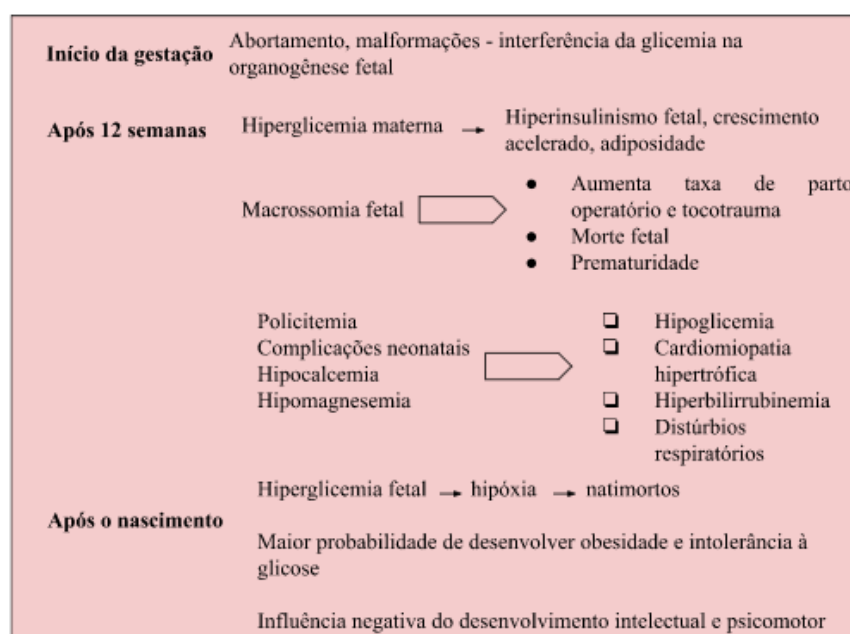 Início da gestação
Abortamento, malformações - interferência da glicemia na
organogênese fetal
Após 12 semanas
Hiperglicemia materna →
Hiperinsulinismo fetal, crescimento
acelerado, adiposidade
Macrossomia fetal
● Aumenta taxa de parto
operatório e tocotrauma
● Morte fetal
● Prematuridade
Policitemia
Complicações neonatais
Hipocalcemia
Hipomagnesemia
❏ Hipoglicemia
❏ Cardiomiopatia
hipertrófica
❏ Hiperbilirrubinemia
❏ Distúrbios
respiratórios
Hiperglicemia fetal → hipóxia → natimortos
Após o nascimento
Maior probabilidade de desenvolver obesidade e intolerância à
glicose
Influência negativa do desenvolvimento intelectual e psicomotor